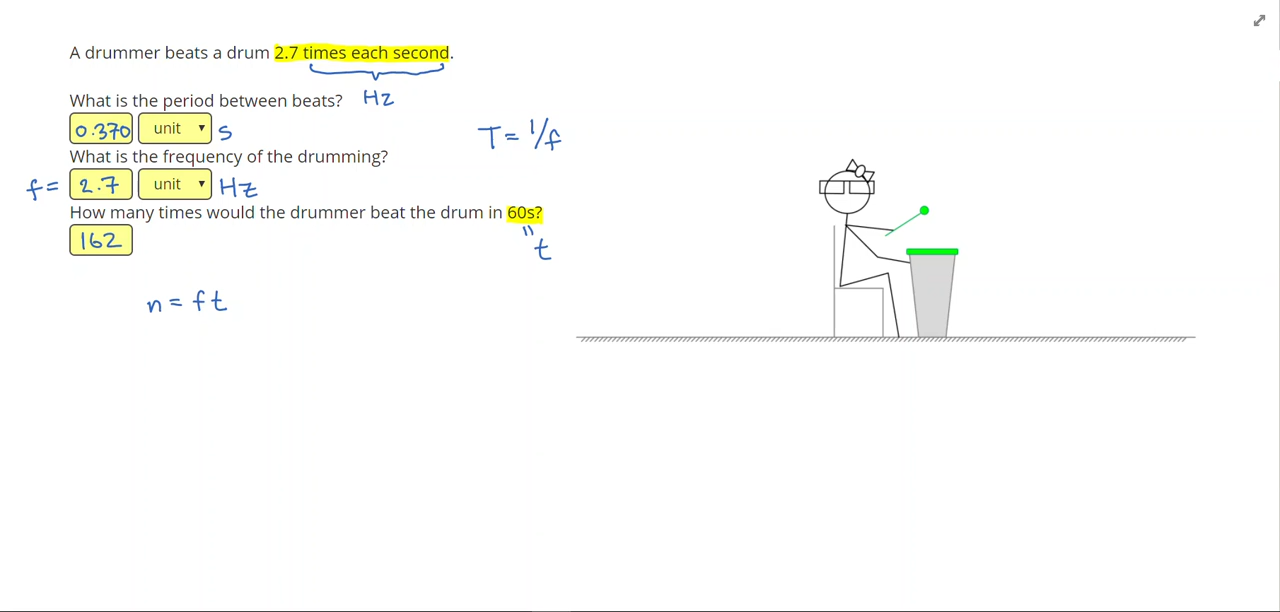 A drummer beats a drum 2.7 times each second.
What is the period between beats? Hz
0.370 unit s
T = 1/f
What is the frequency of the drumming?
f = 2.7 unit Hz
How many times would the drummer beat the drum in 60s?
162
" t
n = f t